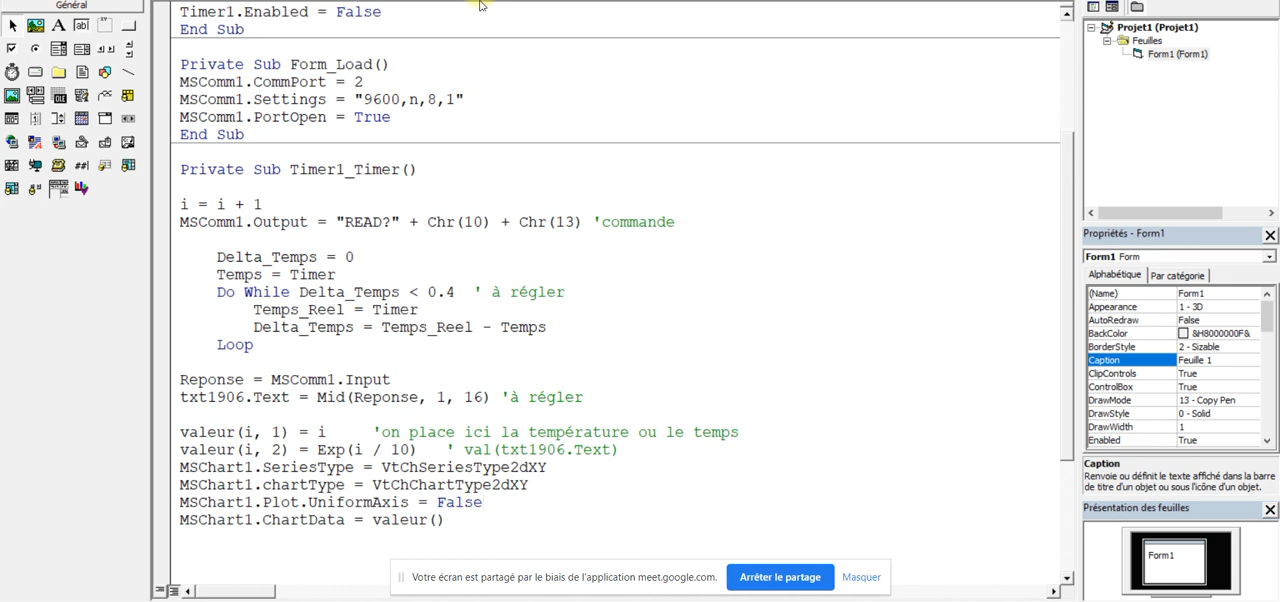 Général
A
ab|
XY
Timer1.Enabled = False
End Sub
Private Sub Form_Load()
MSComm1.CommPort = 2
MSComm1.Settings = "9600,n,8,1"
MSComm1.PortOpen = True
End Sub
Private Sub Timer1_Timer()
i = i + 1
MSComm1.Output = "READ?" + Chr(10) + Chr(13) 'commande
Delta_Temps = 0
Temps = Timer
Do While Delta_Temps < 0.4 ' à régler
Temps_Reel = Timer
Delta_Temps = Temps_Reel - Temps
Loop
Reponse = MSComm1.Input
txt1906.Text = Mid(Reponse, 1, 16) 'à régler
valeur(i, 1) = i 'on place ici la température ou le temps
valeur(i, 2) = Exp(i / 10) ' val(txt1906.Text)
MSChart1.SeriesType = VtChSeriesType2dXY
MSChart1.chartType = VtChChartType2dXY
MSChart1.Plot.UniformAxis = False
MSChart1.ChartData = valeur()
Votre écran est partagé par le biais de l'application meet.google.com.
Arrêter le partage
Masquer
Projet1 (Projet1)
Feuilles
Form1 (Form1)
Propriétés - Form1
Form1 Form
Alphabétique Par catégorie
(Name) Form1
Appearance 1 - 3D
AutoRedraw False
BackColor &H8000000F&
BorderStyle 2 - Sizable
Caption Feuille 1
ClipControls True
ControlBox True
DrawMode 13 - Copy Pen
DrawStyle 0 - Solid
DrawWidth 1
Enabled True
Caption
Renvoie ou définit le texte affiché dans la barre
de titre d'un objet ou sous l'icône d'un objet.
Présentation des feuilles
Form1